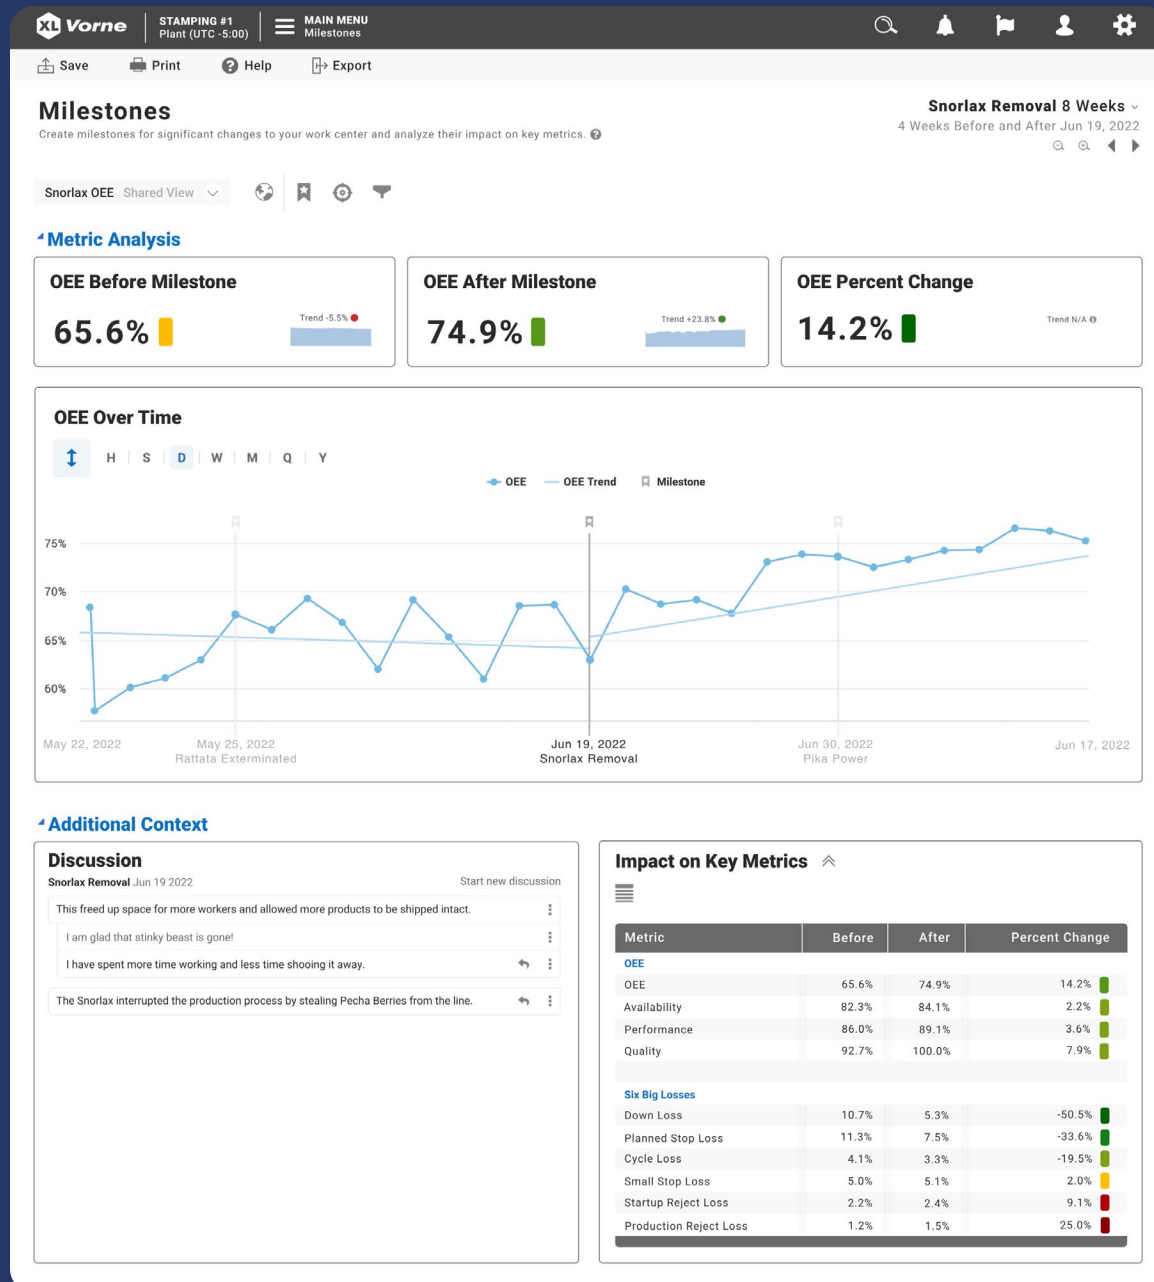 XL Vorne
STAMPING #1
Plant (UTC -5:00)
MAIN MENU
Milestones
Save
Print
Help
Export
Milestones
Create milestones for significant changes to your work center and analyze their impact on key metrics.
Snorlax Removal 8 Weeks
4 Weeks Before and After Jun 19, 2022
Snorlax OEE Shared View
Metric Analysis
OEE Before Milestone
65.6%
Trend -5.5%
OEE After Milestone
74.9%
Trend +23.8%
OEE Percent Change
14.2%
Trend N/A
OEE Over Time
H S D W M Q Y
OEE OEE Trend Milestone
75%
70%
65%
60%
May 22, 2022
May 25, 2022
Rattata Exterminated
Jun 19, 2022
Snorlax Removal
Jun 30, 2022
Pika Power
Jun 17, 2022
Additional Context
Discussion
Snorlax Removal Jun 19 2022
Start new discussion
This freed up space for more workers and allowed more products to be shipped intact.
I am glad that stinky beast is gone!
I have spent more time working and less time shooing it away.
The Snorlax interrupted the production process by stealing Pecha Berries from the line.
Impact on Key Metrics
Metric Before After Percent Change
OEE
OEE 65.6% 74.9% 14.2%
Availability 82.3% 84.1% 2.2%
Performance 86.0% 89.1% 3.6%
Quality 92.7% 100.0% 7.9%
Six Big Losses
Down Loss 10.7% 5.3% -50.5%
Planned Stop Loss 11.3% 7.5% -33.6%
Cycle Loss 4.1% 3.3% -19.5%
Small Stop Loss 5.0% 5.1% 2.0%
Startup Reject Loss 2.2% 2.4% 9.1%
Production Reject Loss 1.2% 1.5% 25.0%